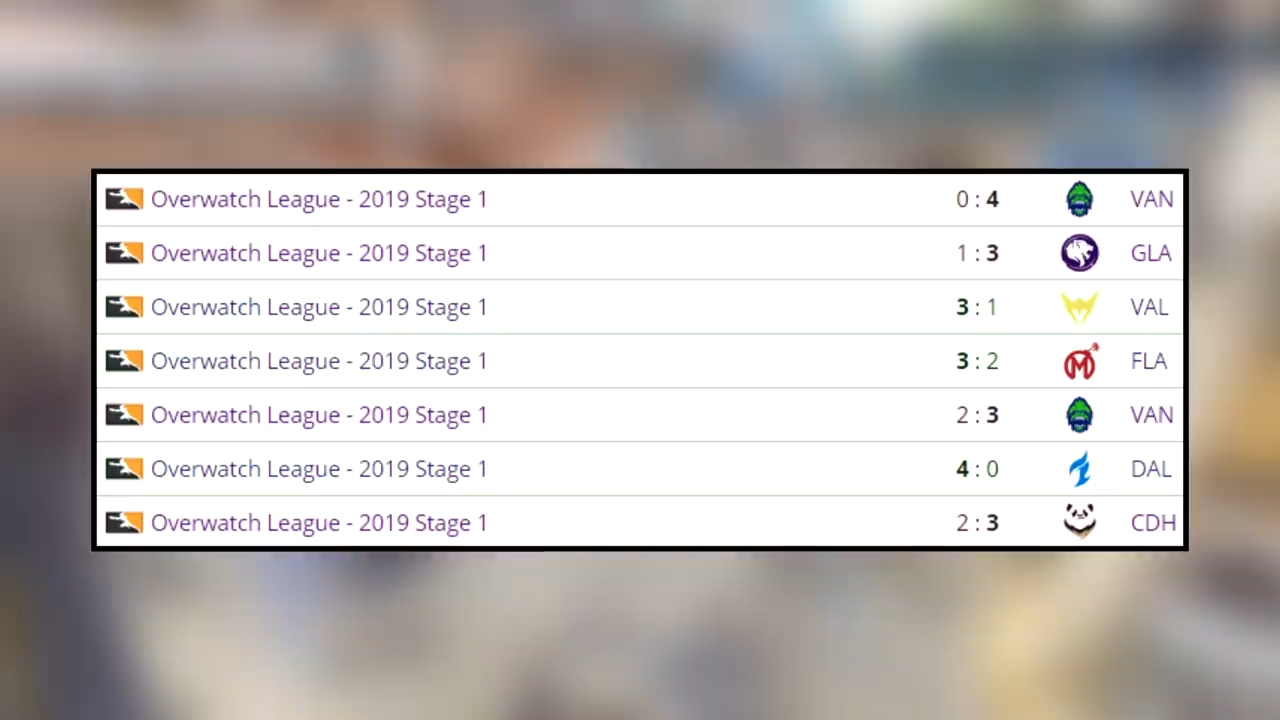 Overwatch League - 2019 Stage 1 0 : 4 VAN
Overwatch League - 2019 Stage 1 1 : 3 GLA
Overwatch League - 2019 Stage 1 3 : 1 VAL
Overwatch League - 2019 Stage 1 3 : 2 FLA
Overwatch League - 2019 Stage 1 2 : 3 VAN
Overwatch League - 2019 Stage 1 4 : 0 DAL
Overwatch League - 2019 Stage 1 2 : 3 CDH